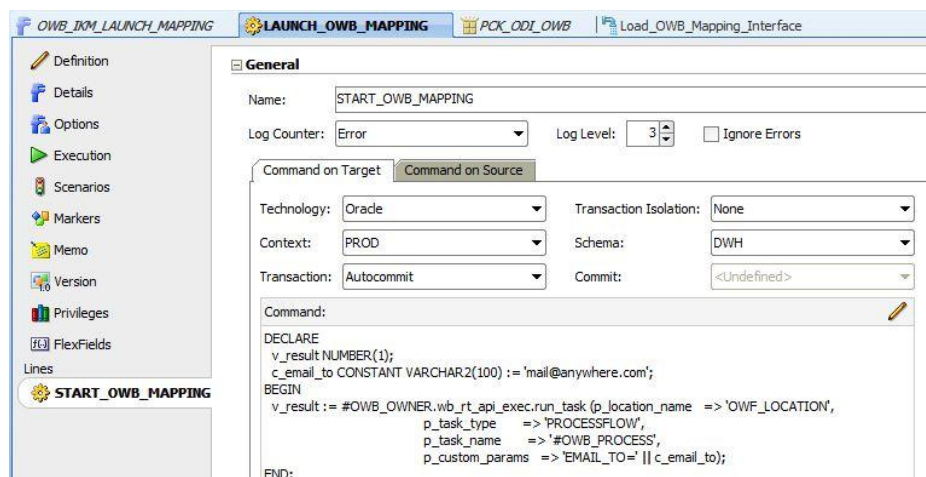 OWB_IKM_LAUNCH_MAPPING LAUNCH_OWB_MAPPING PCK_ODI_OWB Load_OWB_Mapping_Interface
Definition
Details
Options
Execution
Scenarios
Markers
Memo
Version
Privileges
FlexFields
Lines
START_OWB_MAPPING
General
Name: START_OWB_MAPPING
Log Counter: Error Log Level: 3 Ignore Errors
Command on Target Command on Source
Technology: Oracle Transaction Isolation: None
Context: PROD Schema: DWH
Transaction: Autocommit Commit: <Undefined>
Command:
DECLARE
v_result NUMBER(1);
c_email_to CONSTANT VARCHAR2(100) := 'mail@anywhere.com';
BEGIN
v_result := #OWB_OWNER.wb_rt_api_exec.run_task (p_location_name => 'OWF_LOCATION',
p_task_type => 'PROCESSFLOW',
p_task_name => '#OWB_PROCESS',
p_custom_params => 'EMAIL_TO=' || c_email_to);
END;